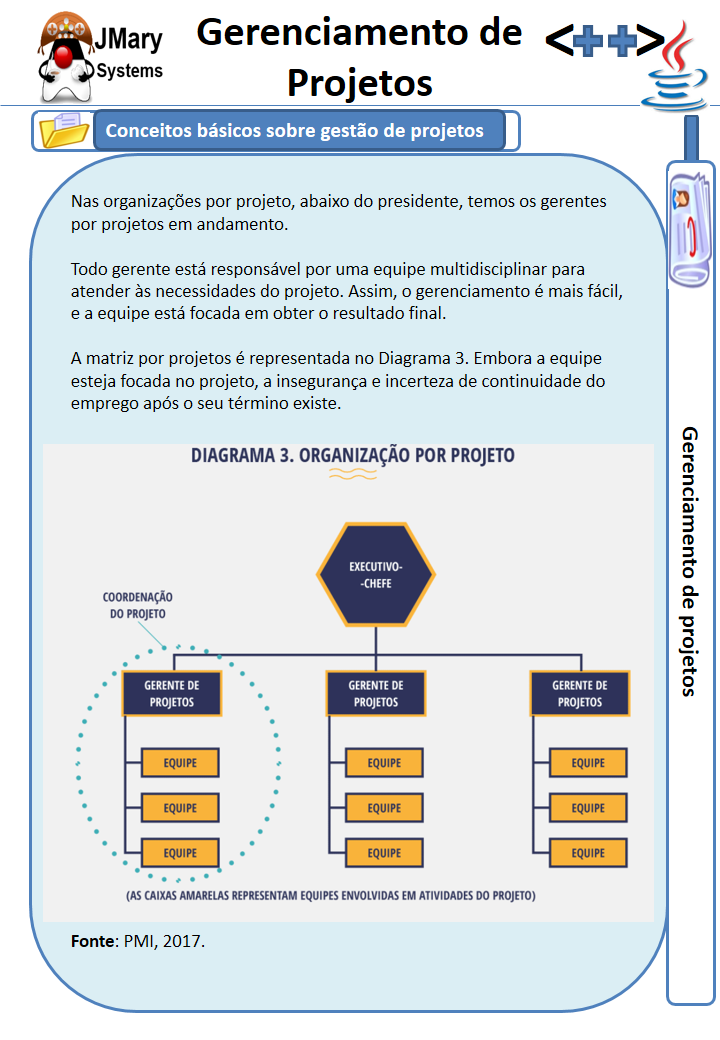 JMary
Systems
Gerenciamento de
Projetos
<++>
Conceitos básicos sobre gestão de projetos
Nas organizações por projeto, abaixo do presidente, temos os gerentes
por projetos em andamento.
Todo gerente está responsável por uma equipe multidisciplinar para
atender às necessidades do projeto. Assim, o gerenciamento é mais fácil,
e a equipe está focada em obter o resultado final.
A matriz por projetos é representada no Diagrama 3. Embora a equipe
esteja focada no projeto, a insegurança e incerteza de continuidade do
emprego após o seu término existe.
DIAGRAMA 3. ORGANIZAÇÃO POR PROJETO
EXECUTIVO-
-CHEFE
COORDENAÇÃO
DO PROJETO
GERENTE DE
PROJETOS
GERENTE DE
PROJETOS
GERENTE DE
PROJETOS
EQUIPE
EQUIPE
EQUIPE
EQUIPE
EQUIPE
EQUIPE
EQUIPE
EQUIPE
EQUIPE
(AS CAIXAS AMARELAS REPRESENTAM EQUIPES ENVOLVIDAS EM ATIVIDADES DO PROJETO)
Fonte: PMI, 2017.
Gerenciamento de projetos